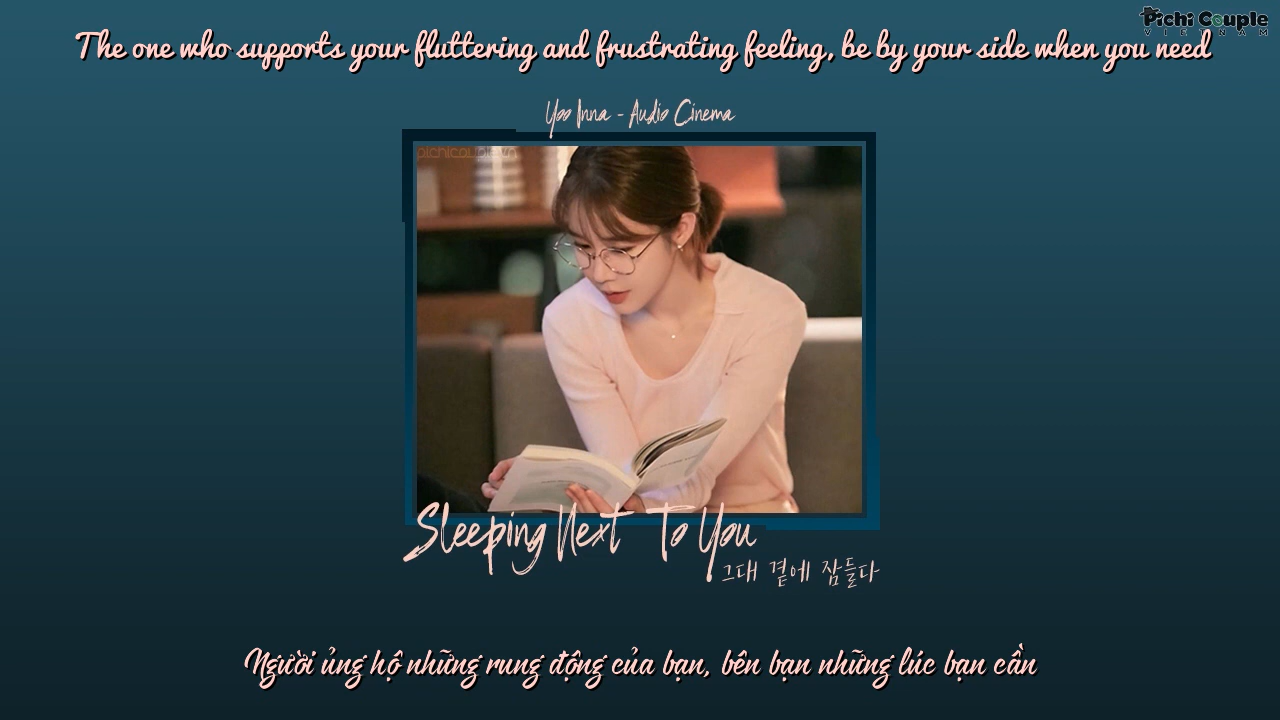 Pichi Couple
VIETNAM
The one who supports your fluttering and frustrating feeling, be by your side when you need
Yoo Inna - Audio Cinema
pichicouple.vn
Sleeping Next To You
그대 곁에 잠들다
Người ủng hộ những rung động của bạn, bên bạn những lúc bạn cần